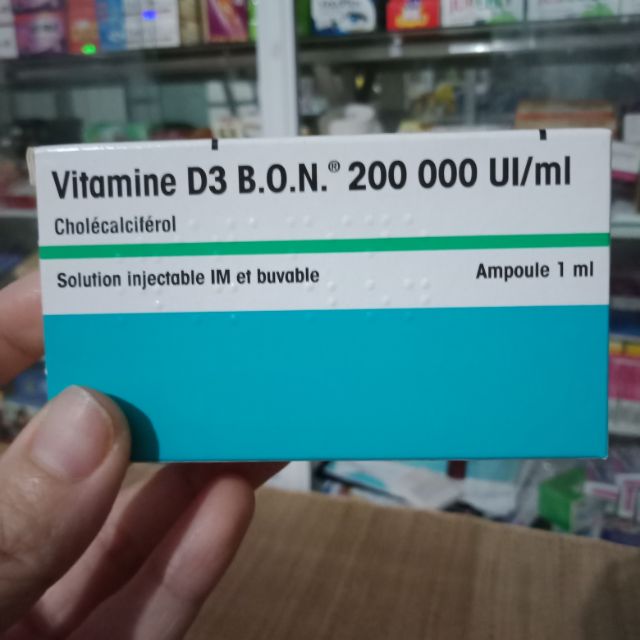 Vitamine D3 B.O.N.® 200 000 UI/ml
Cholécalciférol
Solution injectable IM et buvable
Ampoule 1 ml